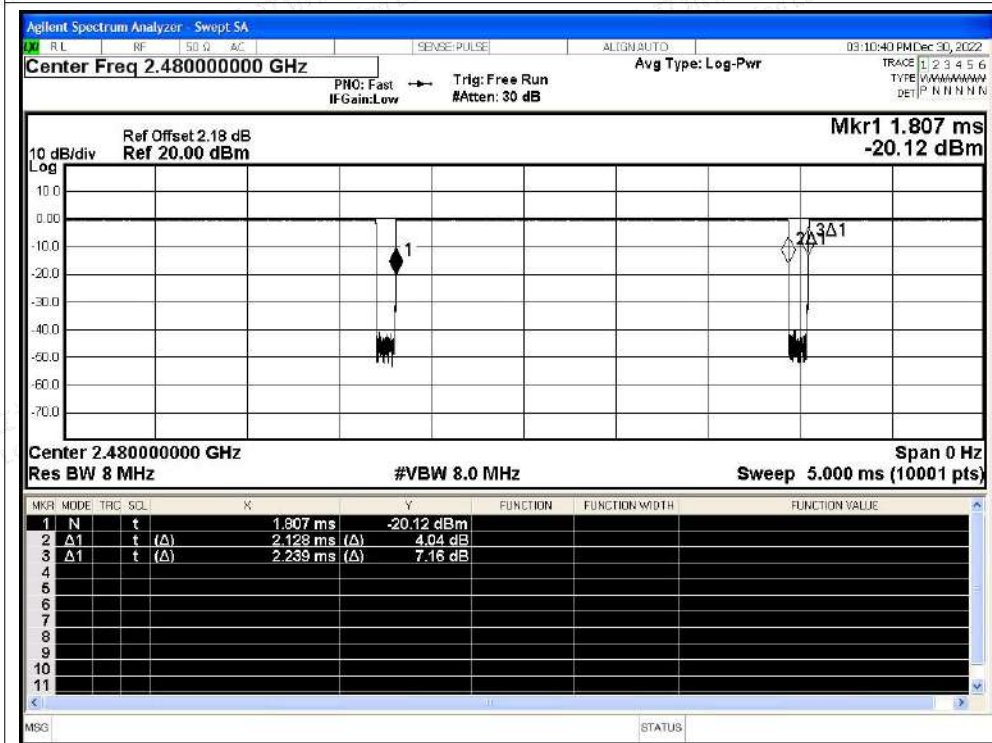 Agilent Spectrum Analyzer - Swept SA
LXI RL RF 50 Ω AC SENSE:PULSE ALIGN AUTO 03:10:40 PM Dec 30, 2022
Center Freq 2.480000000 GHz
PNO: Fast
IFGain:Low
Trig: Free Run
#Atten: 30 dB
Avg Type: Log-Pwr
TRACE 1 2 3 4 5 6
TYPE
DET P N N N N N
Mkr1 1.807 ms
-20.12 dBm
Ref Offset 2.18 dB
10 dB/div Ref 20.00 dBm
Log
10.0
0.00
-10.0
-20.0
-30.0
-40.0
-50.0
-60.0
-70.0
1
2Δ1
3Δ1
Center 2.480000000 GHz Span 0 Hz
Res BW 8 MHz #VBW 8.0 MHz Sweep 5.000 ms (10001 pts)
MKR MODE TRC SCL X Y FUNCTION FUNCTION WIDTH FUNCTION VALUE
1 N t 1.807 ms -20.12 dBm
2 Δ1 t (Δ) 2.128 ms (Δ) 4.04 dB
3 Δ1 t (Δ) 2.239 ms (Δ) 7.16 dB
4
5
6
7
8
9
10
11
MSG STATUS